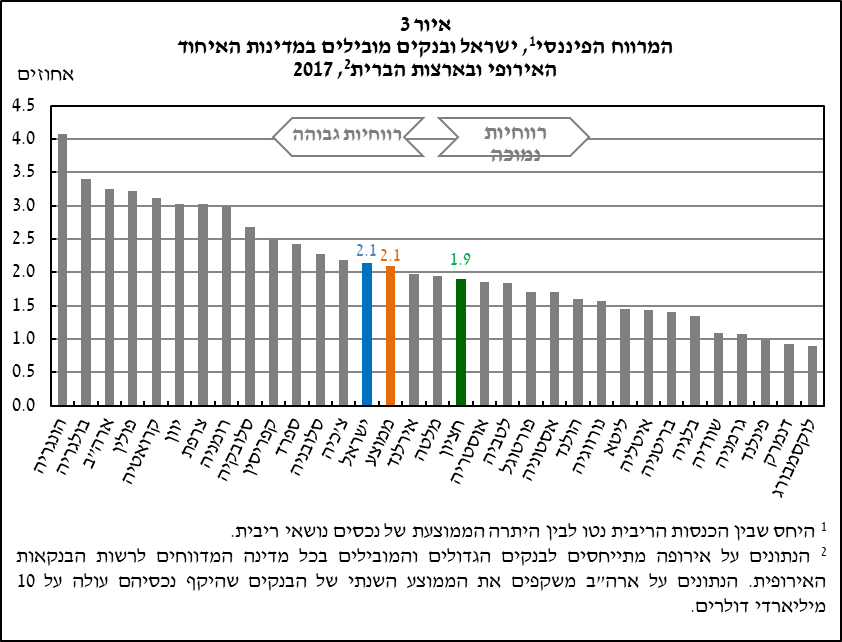 איור 3
המרווח הפיננסי¹, ישראל ובנקים מובילים במדינות האיחוד
האירופי ובארצות הברית², 2017
אחוזים
4.5
4.0
3.5
3.0
2.5
2.0
1.5
1.0
0.5
0.0
רווחיות גבוהה
רווחיות
נמוכה
2.1
2.1
1.9
הונגריה
בולגריה
ארה"ב
פולין
קרואטיה
יוון
צרפת
רומניה
סלובקיה
קפריסין
ספרד
סלובניה
צ'כיה
ישראל
ממוצע
אירלנד
מלטה
חציון
אוסטריה
לטביה
פורטוגל
אסטוניה
הולנד
נורווגיה
ליטא
איטליה
בריטניה
בלגיה
שוודיה
גרמניה
פינלנד
דנמרק
לוקסמבורג
¹ היחס שבין הכנסות הריבית נטו לבין היתרה הממוצעת של נכסים נושאי ריבית.
² הנתונים על אירופה מתייחסים לבנקים הגדולים והמובילים בכל מדינה המדווחים לרשות הבנקאות
האירופית. הנתונים על ארה"ב משקפים את הממוצע השנתי של הבנקים שהיקף נכסיהם עולה על 10
מיליארדי דולרים.